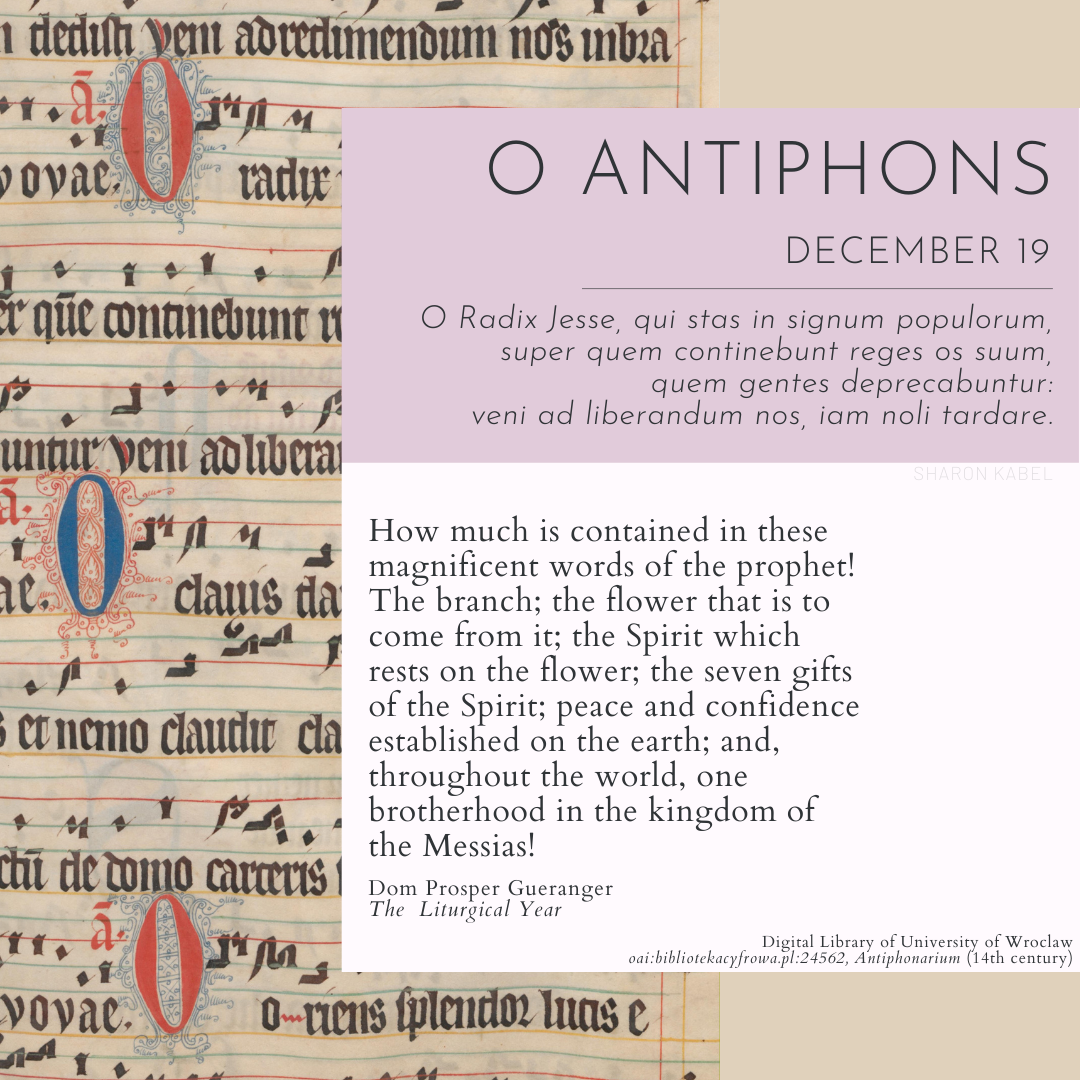 n dedisti veni adredimendum nos inbra
ā.
vovae. O radix
er quē continebunt
untur veni adlibera
ā.
ae. O clavis da
s et nemo claudit cla
ctū de domo carceris
ā.
vovae. O oriens splendor lucis e
O ANTIPHONS
DECEMBER 19
O Radix Jesse, qui stas in signum populorum,
super quem continebunt reges os suum,
quem gentes deprecabuntur:
veni ad liberandum nos, iam noli tardare.
SHARON KABEL
How much is contained in these
magnificent words of the prophet!
The branch; the flower that is to
come from it; the Spirit which
rests on the flower; the seven gifts
of the Spirit; peace and confidence
established on the earth; and,
throughout the world, one
brotherhood in the kingdom of
the Messias!
Dom Prosper Gueranger
The Liturgical Year
Digital Library of University of Wroclaw
oai:bibliotekacyfrowa.pl:24562, Antiphonarium (14th century)